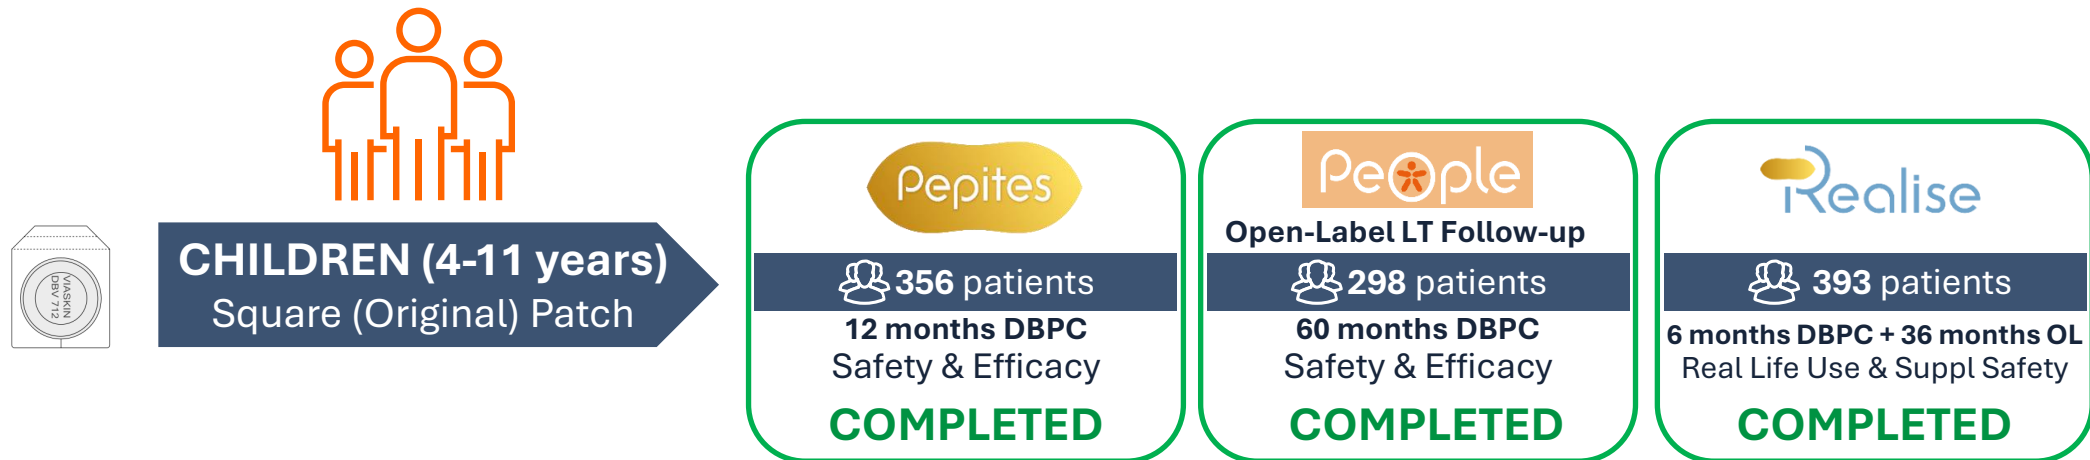 VIASKIN
DBV 712
CHILDREN (4-11 years)
Square (Original) Patch
Pepites
356 patients
12 months DBPC
Safety & Efficacy
COMPLETED
People
Open-Label LT Follow-up
298 patients
60 months DBPC
Safety & Efficacy
COMPLETED
Realise
393 patients
6 months DBPC + 36 months OL
Real Life Use & Suppl Safety
COMPLETED